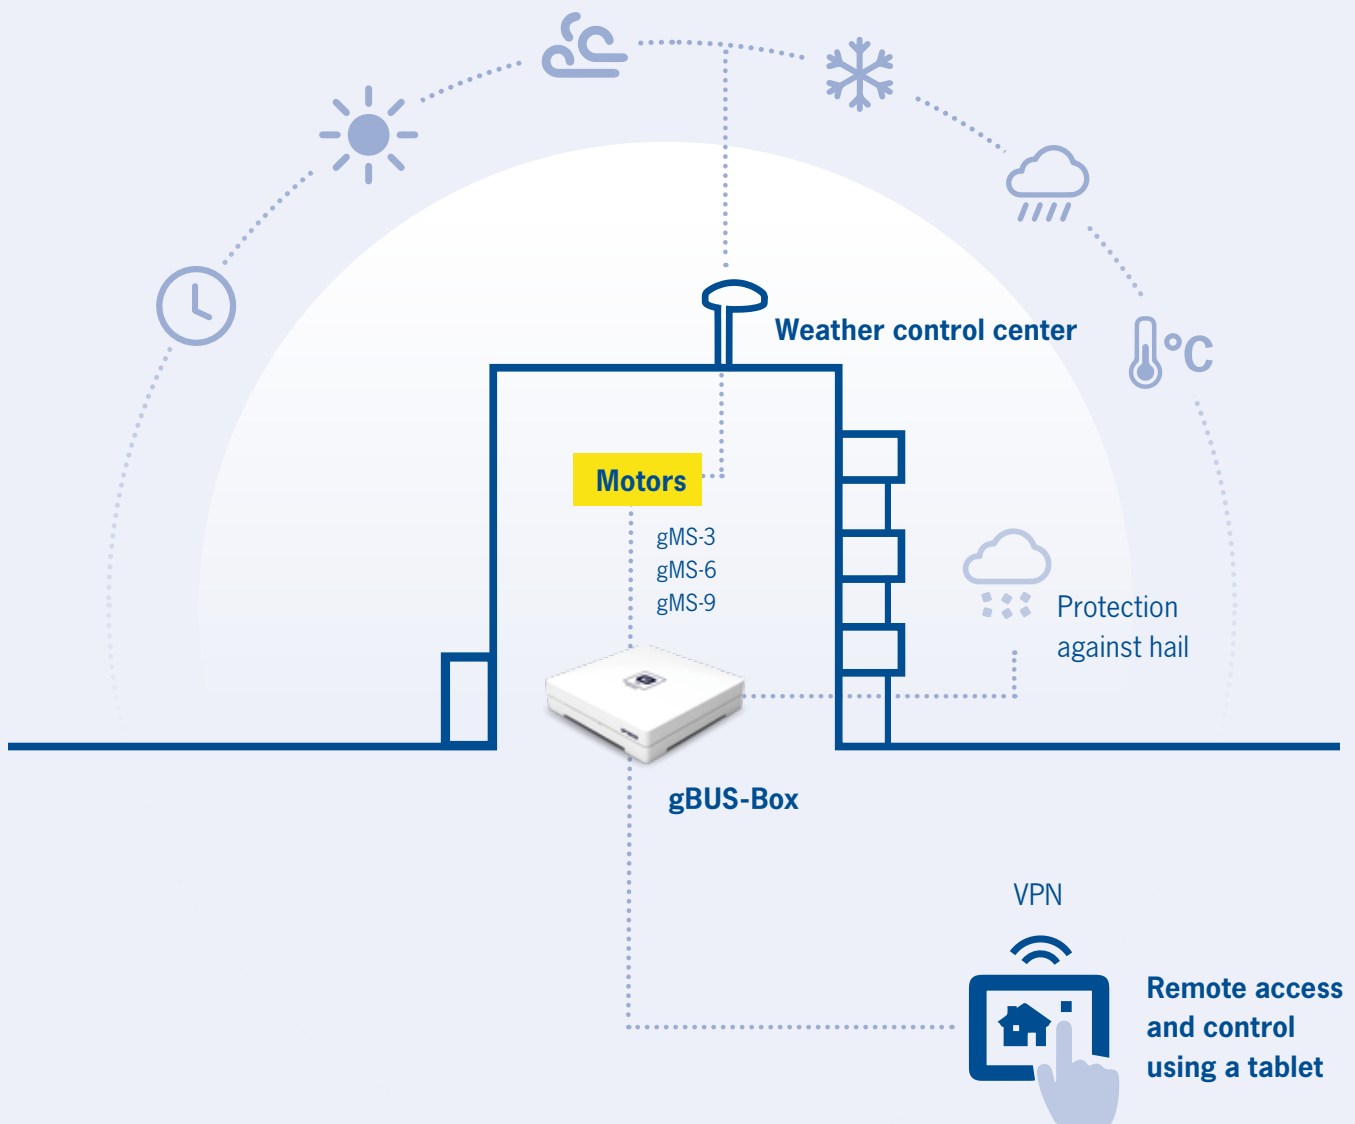 Weather control center
°C
Motors
gMS-3
gMS-6
gMS-9
Protection
against hail
gBUS-Box
VPN
Remote access
and control
using a tablet